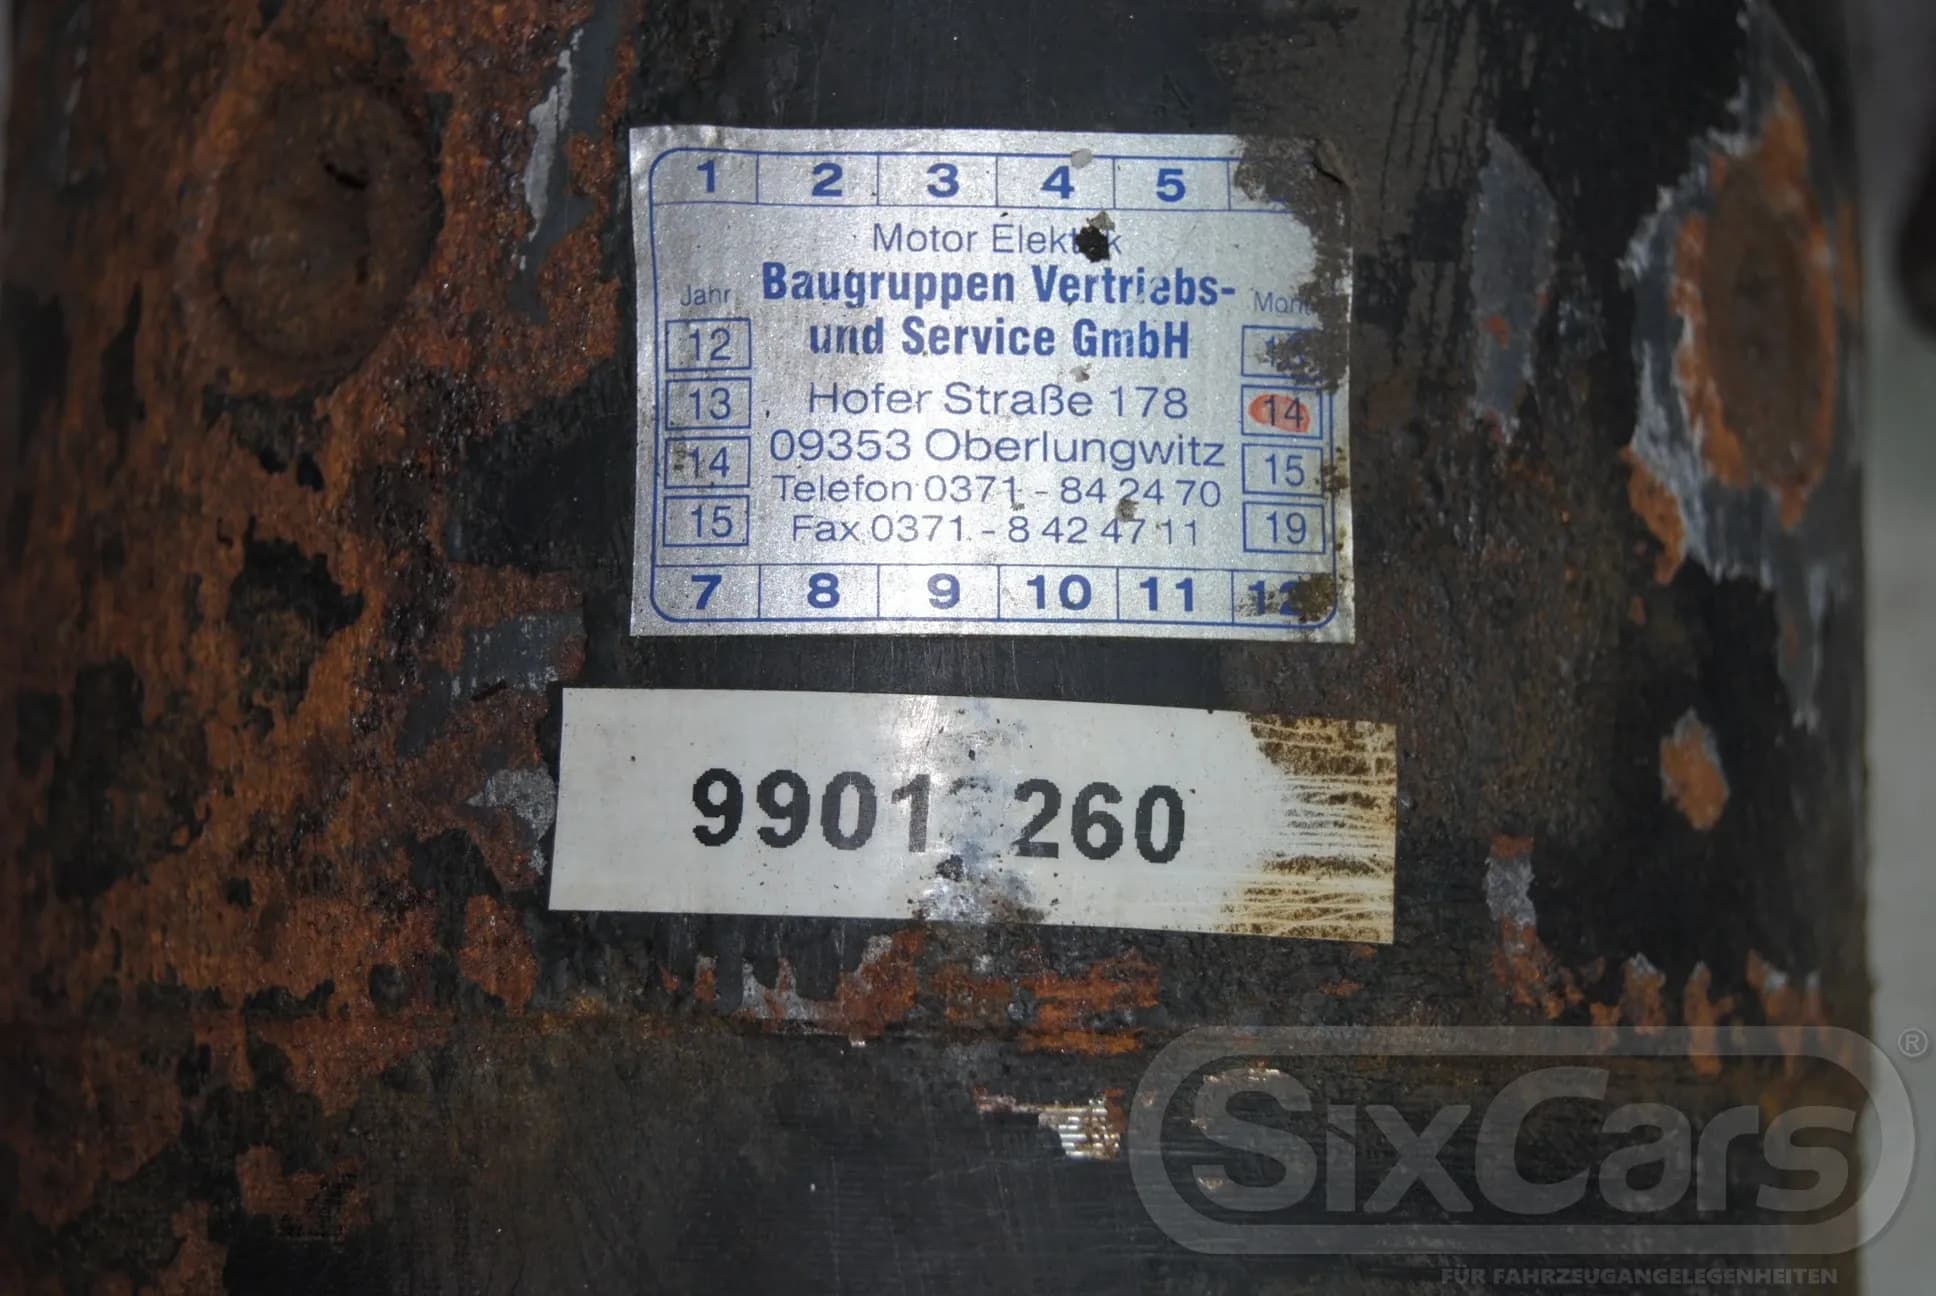 1 2 3 4 5
Motor Elektrik
Baugruppen Vertriebs-
und Service GmbH
Jahr
12 13
13 14
14 15
15 19
Hofer Straße 178
09353 Oberlungwitz
Telefon 0371 - 84 24 70
Fax 0371 - 8 42 47 11
7 8 9 10 11 12
9901 260
SixCars®
FÜR FAHRZEUGANGELEGENHEITEN